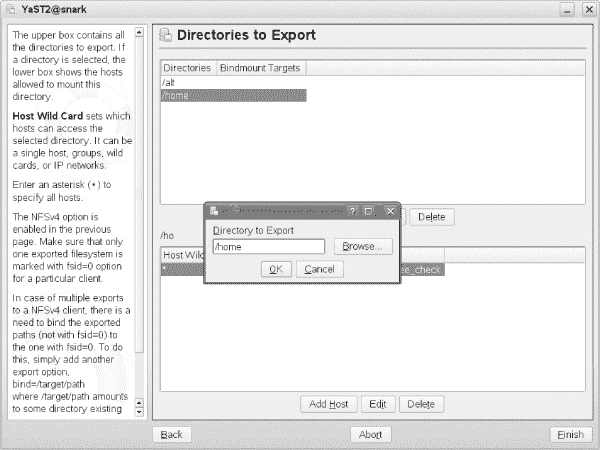 YaST2@snark
The upper box contains all
the directories to export. If
a directory is selected, the
lower box shows the hosts
allowed to mount this
directory.
Host Wild Card sets which
hosts can access the
selected directory. It can be
a single host, groups, wild
cards, or IP networks.
Enter an asterisk (*) to
specify all hosts.
The NFSv4 option is
enabled in the previous
page. Make sure that only
one exported filesystem is
marked with fsid=0 option
for a particular client.
In case of multiple exports
to a NFSv4 client, there is a
need to bind the exported
paths (not with fsid=0) to
the one with fsid=0. To do
this, simply add another
export option,
bind=/target/path
where /target/path amounts
to some directory existing
Directories to Export
Directories Bindmount Targets
/alt
/home
Delete
/ho
Directory to Export
/home Browse...
OK Cancel
Host Wild
* ee_check
Add Host Edit Delete
Back Abort Finish